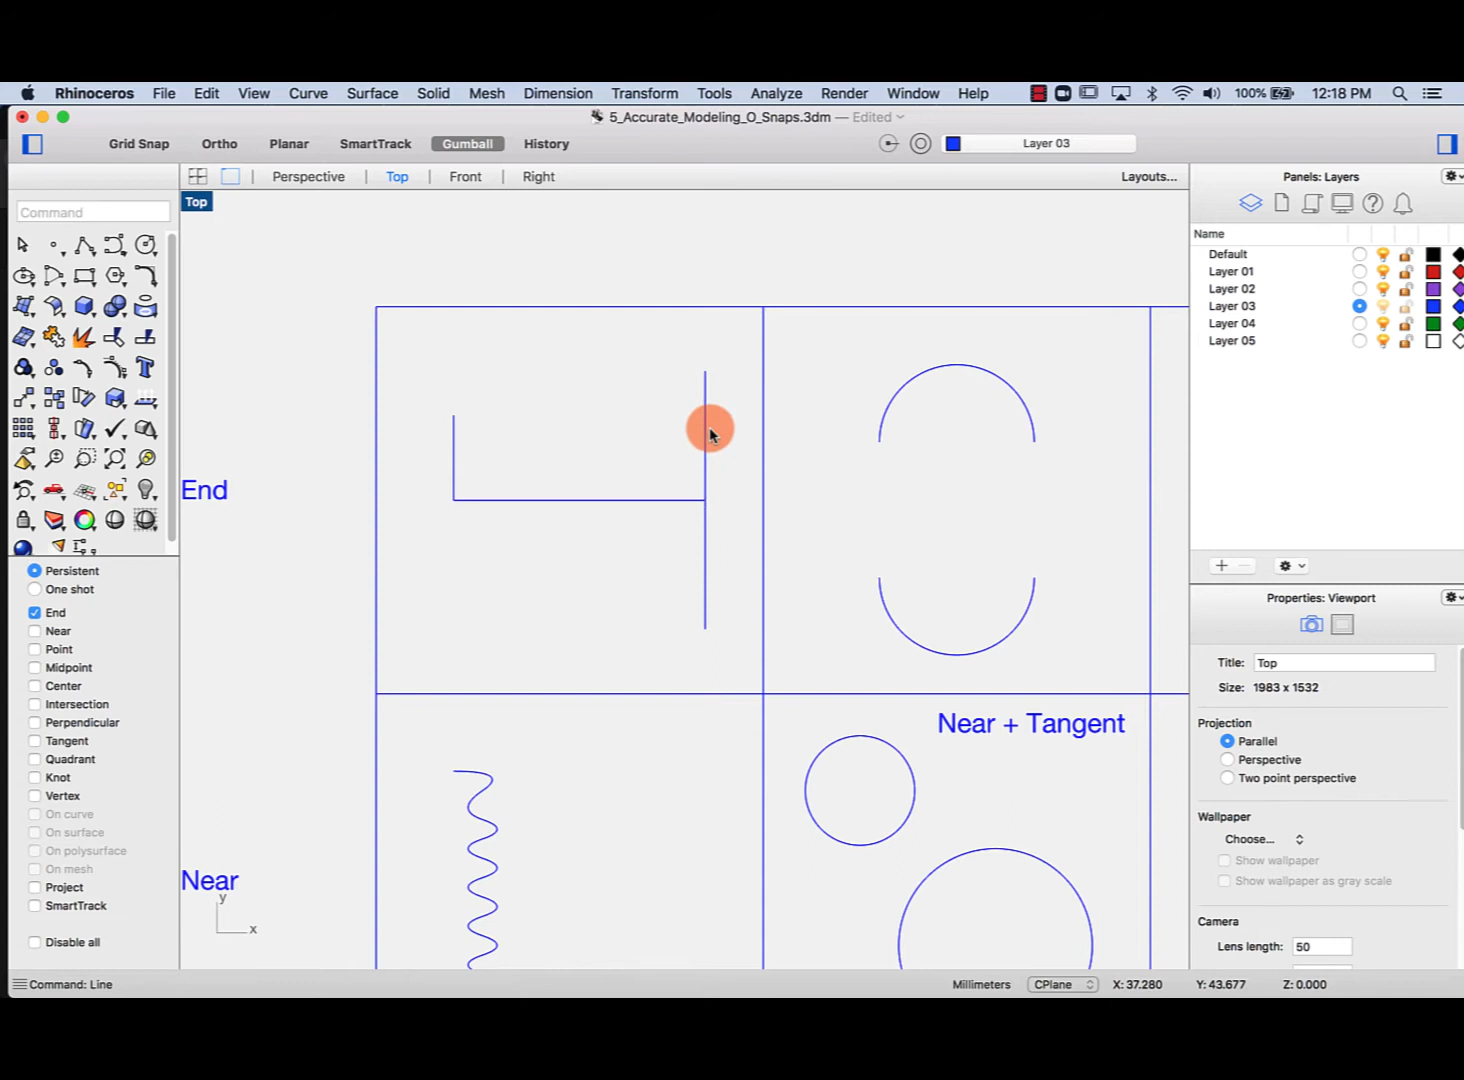 Rhinoceros File Edit View Curve Surface Solid Mesh Dimension Transform Tools Analyze Render Window Help 100% 12:18 PM
5_Accurate_Modeling_O_Snaps.3dm — Edited
Grid Snap Ortho Planar SmartTrack Gumball History Layer 03
Perspective Top Front Right Layouts... Panels: Layers
Top
Command
Name
Default
Layer 01
Layer 02
Layer 03
Layer 04
Layer 05
End
Persistent
One shot
End
Near
Point
Midpoint
Center
Intersection
Perpendicular
Tangent
Quadrant
Knot
Vertex
On curve
On surface
On polysurface
On mesh
Project
SmartTrack
Disable all
Near + Tangent
Near
y
x
Properties: Viewport
Title: Top
Size: 1983 x 1532
Projection
Parallel
Perspective
Two point perspective
Wallpaper
Choose...
Show wallpaper
Show wallpaper as gray scale
Camera
Lens length: 50
Command: Line Millimeters CPlane X: 37.280 Y: 43.677 Z: 0.000